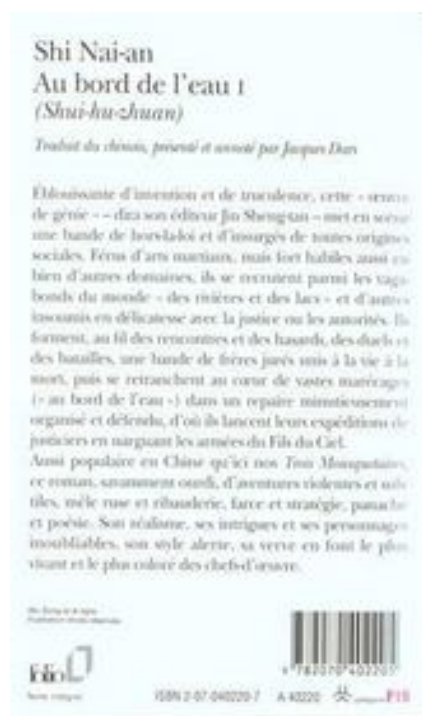 Shi Nai-an
Au bord de l'eau I
(Shui-hu-zhuan)
Traduit du chinois, présenté et annoté par Jacques Dars
Éblouissante d'invention et de truculence, cette « œuvre
de génie » – dira son éditeur Jin Sheng-tan – met en scène
une bande de hors-la-loi et d'insurgés de toutes origines
sociales. Férus d'arts martiaux, mais fort habiles aussi en
bien d'autres domaines, ils se recrutent parmi les vaga-
bonds du monde « des rivières et des lacs » et d'autres
insoumis en délicatesse avec la justice ou les autorités. Ils
forment, au fil des rencontres et des hasards, des duels et
des batailles, une bande de frères jurés unis à la vie à la
mort, puis se retranchent au cœur de vastes marécages
(« au bord de l'eau ») dans un repaire minutieusement
organisé et défendu, d'où ils lancent leurs expéditions de
justiciers en narguant les armées du Fils du Ciel.
Aussi populaire en Chine qu'ici nos Trois Mousquetaires,
ce roman, savamment ourdi, d'aventures violentes et sub-
tiles, mêle ruse et ribauderie, farce et stratégie, panache
et poésie. Son réalisme, ses intrigues et ses personnages
inoubliables, son style alerte, sa verve en font le plus
vivant et le plus coloré des chefs-d'œuvre.
folio
Texte intégral
9 782070 402205
ISBN 2-07-040220-7 A 40220 F10